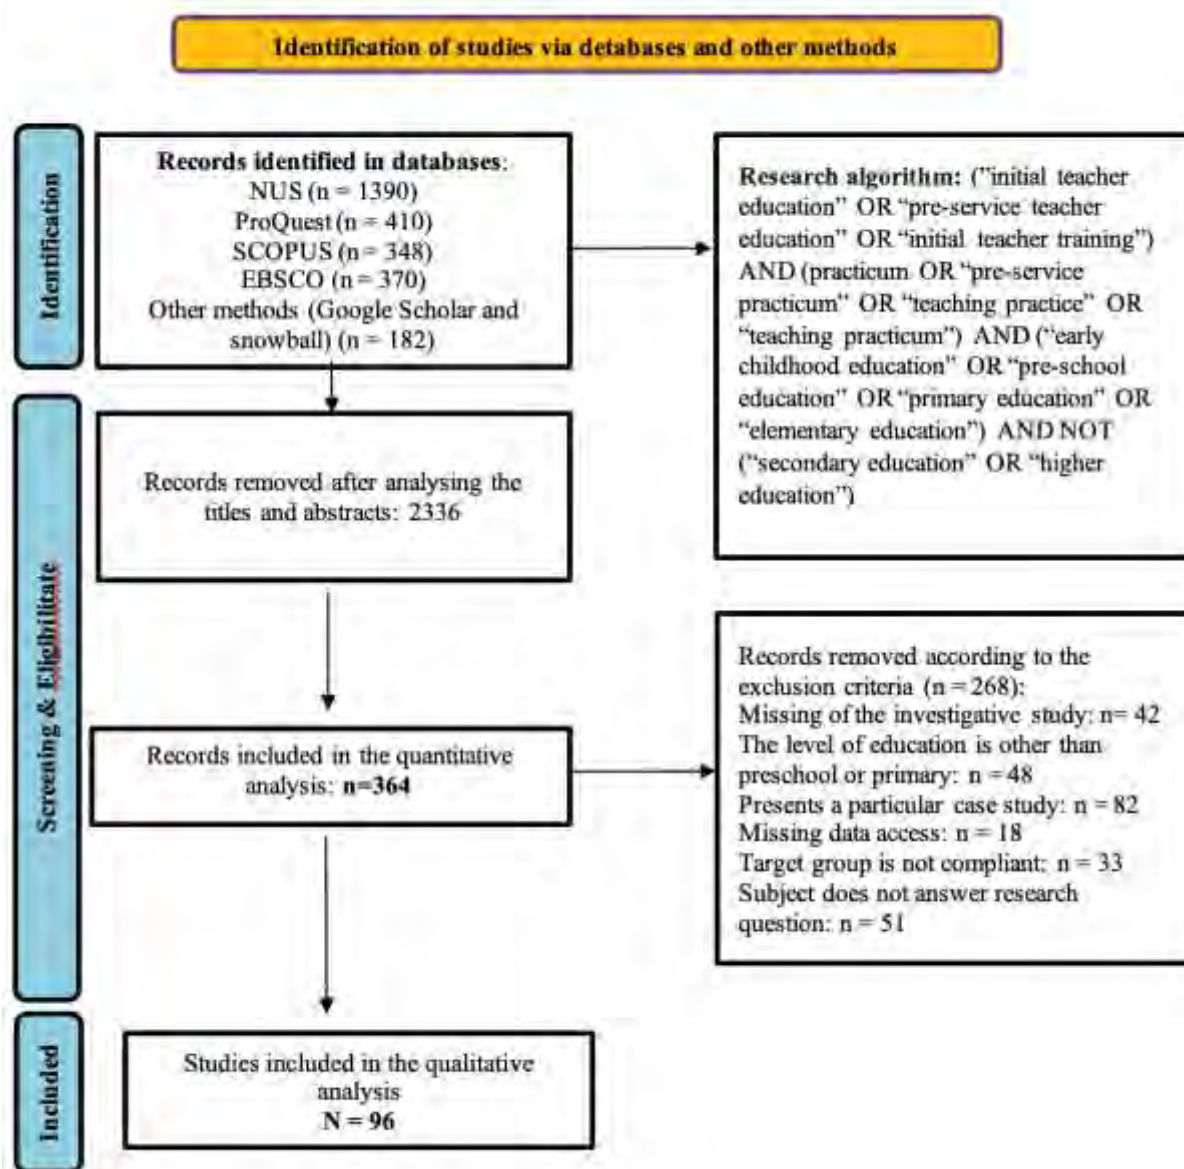 Identification of studies via detabases and other methods
Identification
Records identified in databases:
NUS (n = 1390)
ProQuest (n = 410)
SCOPUS (n = 348)
EBSCO (n = 370)
Other methods (Google Scholar and
snowball) (n = 182)
Research algorithm: ("initial teacher
education" OR "pre-service teacher
education" OR "initial teacher training")
AND (practicum OR "pre-service
practicum" OR "teaching practice" OR
"teaching practicum") AND ("early
childhood education" OR "pre-school
education" OR "primary education" OR
"elementary education") AND NOT
("secondary education" OR "higher
education")
Screening & Eligibilitate
Records removed after analysing the
titles and abstracts: 2336
Records included in the quantitative
analysis: n=364
Records removed according to the
exclusion criteria (n = 268):
Missing of the investigative study: n= 42
The level of education is other than
preschool or primary: n = 48
Presents a particular case study: n = 82
Missing data access: n = 18
Target group is not compliant: n = 33
Subject does not answer research
question: n = 51
Included
Studies included in the qualitative
analysis
N = 96